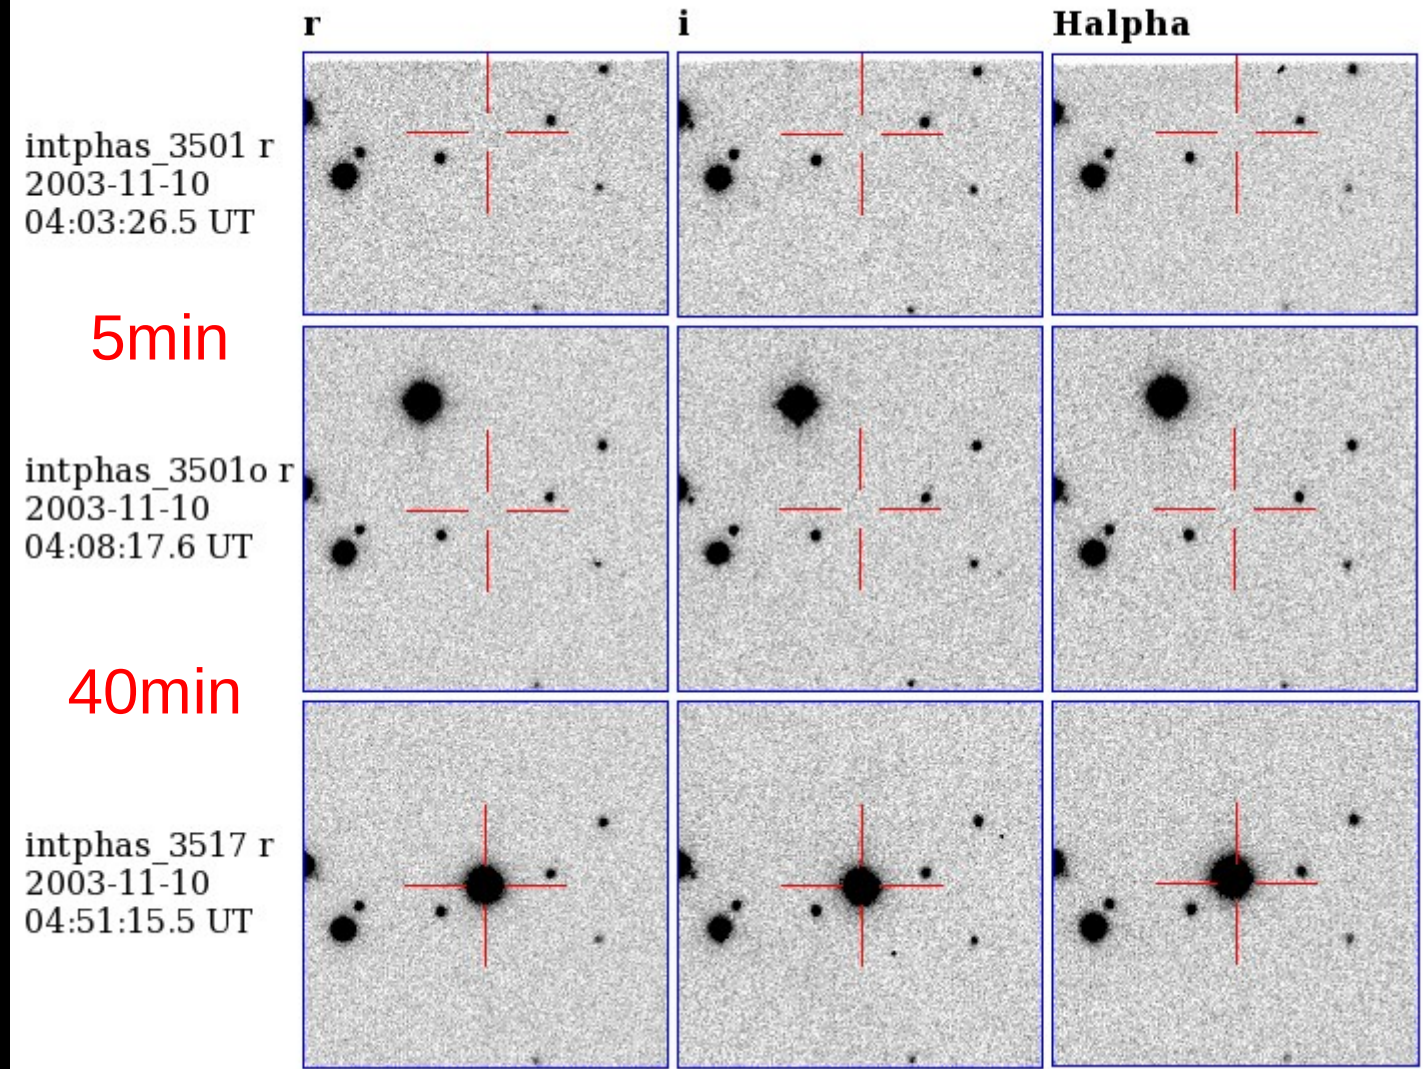 r i Halpha
intphas_3501 r
2003-11-10
04:03:26.5 UT
5min
intphas_3501o r
2003-11-10
04:08:17.6 UT
40min
intphas_3517 r
2003-11-10
04:51:15.5 UT